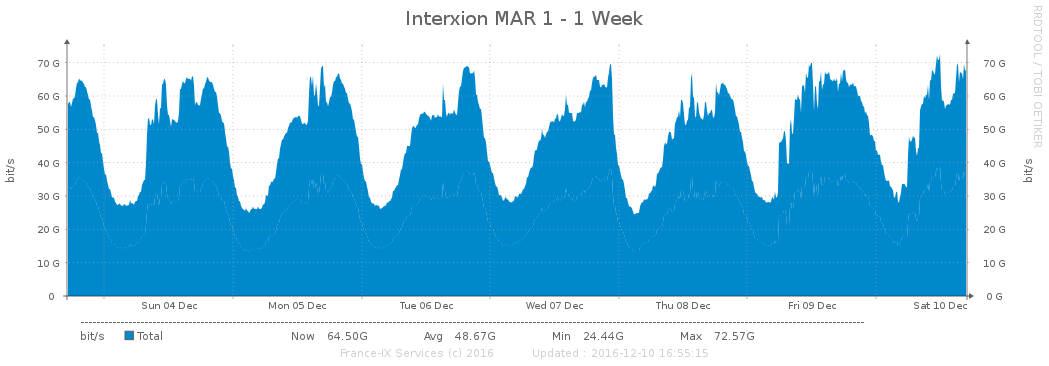 Interxion MAR 1 - 1 Week
RRDTOOL / TOBI OETIKER
bit/s
70 G 70 G
60 G 60 G
50 G 50 G
40 G 40 G
30 G 30 G
20 G 20 G
10 G 10 G
0 0 G
bit/s
Sun 04 Dec Mon 05 Dec Tue 06 Dec Wed 07 Dec Thu 08 Dec Fri 09 Dec Sat 10 Dec
bit/s Total Now 64.50G Avg 48.67G Min 24.44G Max 72.57G
France-IX Services (c) 2016 Updated : 2016-12-10 16:55:15